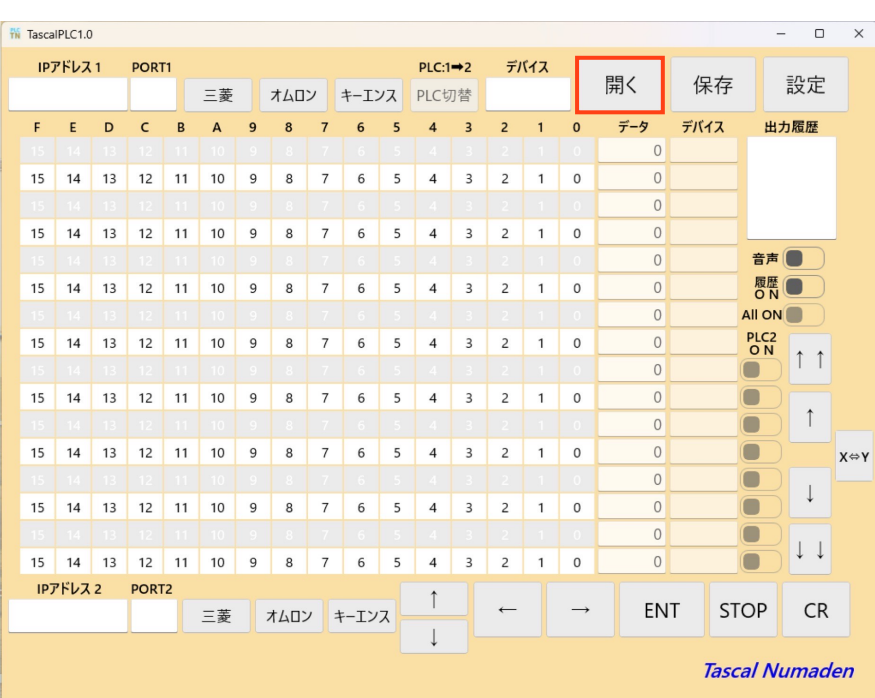 TascalPLC1.0
IPアドレス 1 PORT1 PLC:1➡2 デバイス
三菱 オムロン キーエンス PLC切替 開く 保存 設定
F E D C B A 9 8 7 6 5 4 3 2 1 0 データ デバイス 出力履歴
15 14 13 12 11 10 9 8 7 6 5 4 3 2 1 0 0
15 14 13 12 11 10 9 8 7 6 5 4 3 2 1 0 0
15 14 13 12 11 10 9 8 7 6 5 4 3 2 1 0 0
15 14 13 12 11 10 9 8 7 6 5 4 3 2 1 0 0
15 14 13 12 11 10 9 8 7 6 5 4 3 2 1 0 0 音声
15 14 13 12 11 10 9 8 7 6 5 4 3 2 1 0 0 履歴 ON
15 14 13 12 11 10 9 8 7 6 5 4 3 2 1 0 0 All ON
15 14 13 12 11 10 9 8 7 6 5 4 3 2 1 0 0 PLC2 ON
15 14 13 12 11 10 9 8 7 6 5 4 3 2 1 0 0 ↑↑
15 14 13 12 11 10 9 8 7 6 5 4 3 2 1 0 0
15 14 13 12 11 10 9 8 7 6 5 4 3 2 1 0 0 ↑
15 14 13 12 11 10 9 8 7 6 5 4 3 2 1 0 0 X⇔Y
15 14 13 12 11 10 9 8 7 6 5 4 3 2 1 0 0
15 14 13 12 11 10 9 8 7 6 5 4 3 2 1 0 0 ↓
15 14 13 12 11 10 9 8 7 6 5 4 3 2 1 0 0
15 14 13 12 11 10 9 8 7 6 5 4 3 2 1 0 0 ↓↓
IPアドレス 2 PORT2
三菱 オムロン キーエンス ↑ ↓ ← → ENT STOP CR
Tascal Numaden